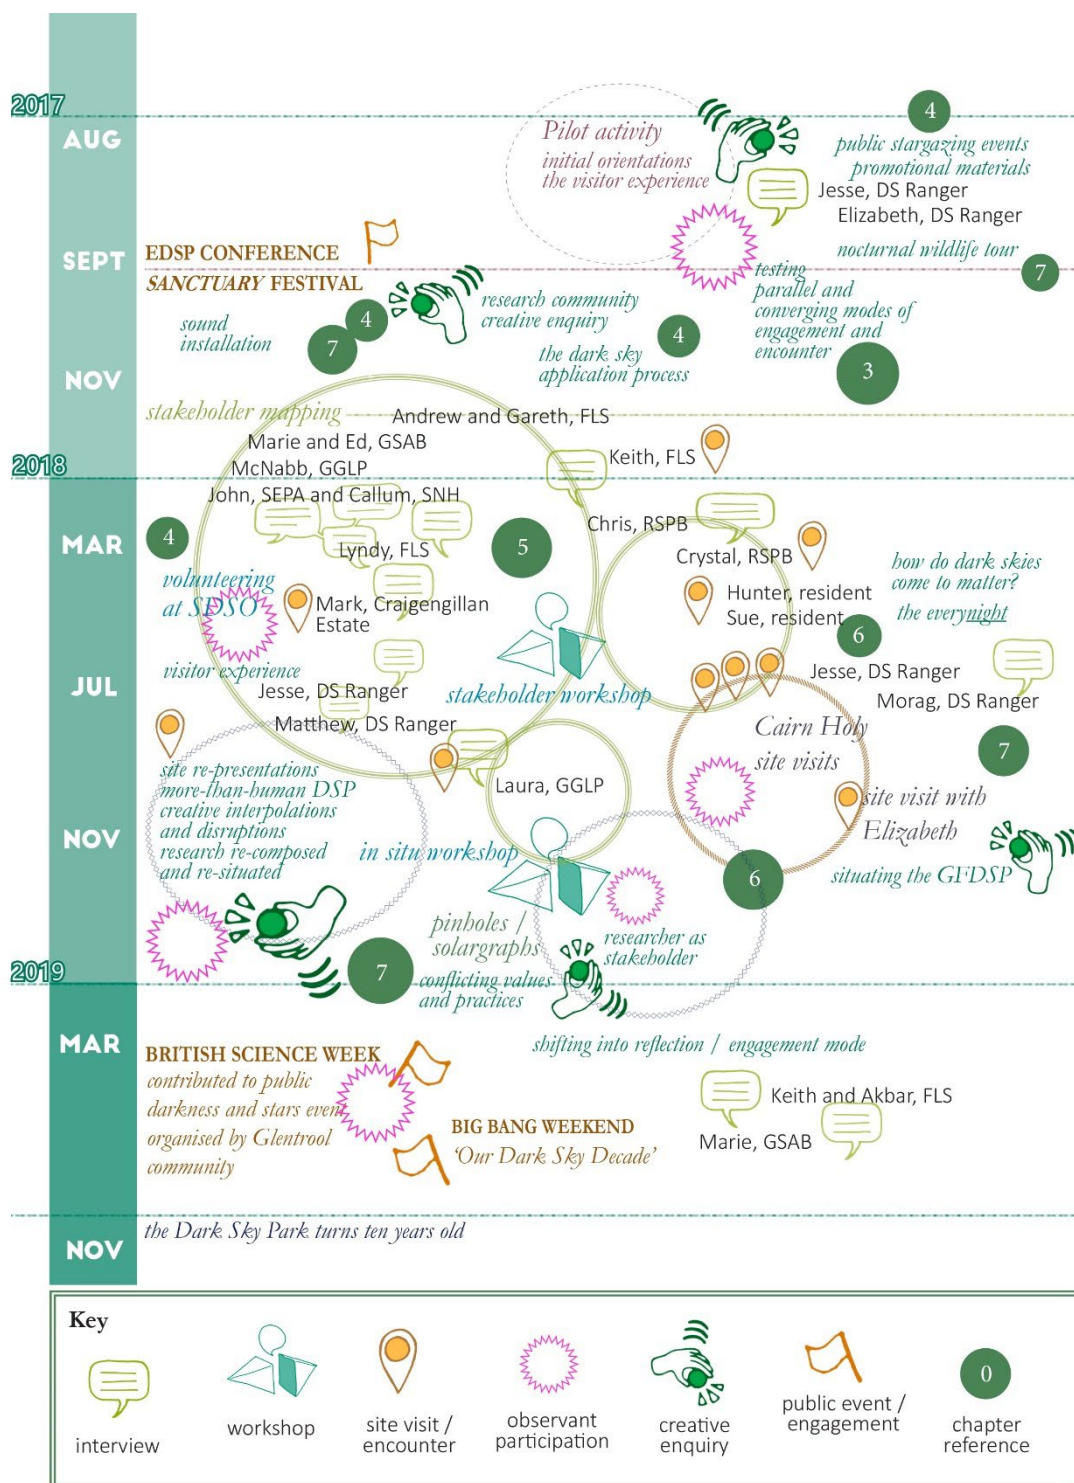 2017
AUG
Pilot activity
initial orientations
the visitor experience
4
public stargazing events
promotional materials
Jesse, DS Ranger
Elizabeth, DS Ranger
SEPT
EDSP CONFERENCE
SANCTUARY FESTIVAL
nocturnal wildlife tour
7
testing
parallel and
converging modes of
engagement and
encounter
3
sound
installation
4
7
research community
creative enquiry
the dark sky
application process
4
NOV
stakeholder mapping
Andrew and Gareth, FLS
Marie and Ed, GSAB
McNabb, GGLP
John, SEPA and Callum, SNH
Keith, FLS
2018
MAR
4
Lyndy, FLS
5
Chris, RSPB
Crystal, RSPB
how do dark skies
come to matter?
the everynight
volunteering
at SDSO
Mark, Craigengillan
Estate
Hunter, resident
Sue, resident
6
visitor experience
JUL
Jesse, DS Ranger
Matthew, DS Ranger
stakeholder workshop
Jesse, DS Ranger
Morag, DS Ranger
Cairn Holy
site visits
7
site re-presentations
more-than-human DSP
creative interpolations
and disruptions
research re-composed
and re-situated
Laura, GGLP
site visit with
Elizabeth
NOV
in situ workshop
6
situating the GFDSP
pinholes /
solargraphs
researcher as
stakeholder
2019
7
conflicting values
and practices
MAR
shifting into reflection / engagement mode
BRITISH SCIENCE WEEK
contributed to public
darkness and stars event
organised by Glentrool
community
BIG BANG WEEKEND
‘Our Dark Sky Decade’
Keith and Akbar, FLS
Marie, GSAB
NOV
the Dark Sky Park turns ten years old
Key
interview
workshop
site visit /
encounter
observant
participation
creative
enquiry
public event /
engagement
0
chapter
reference